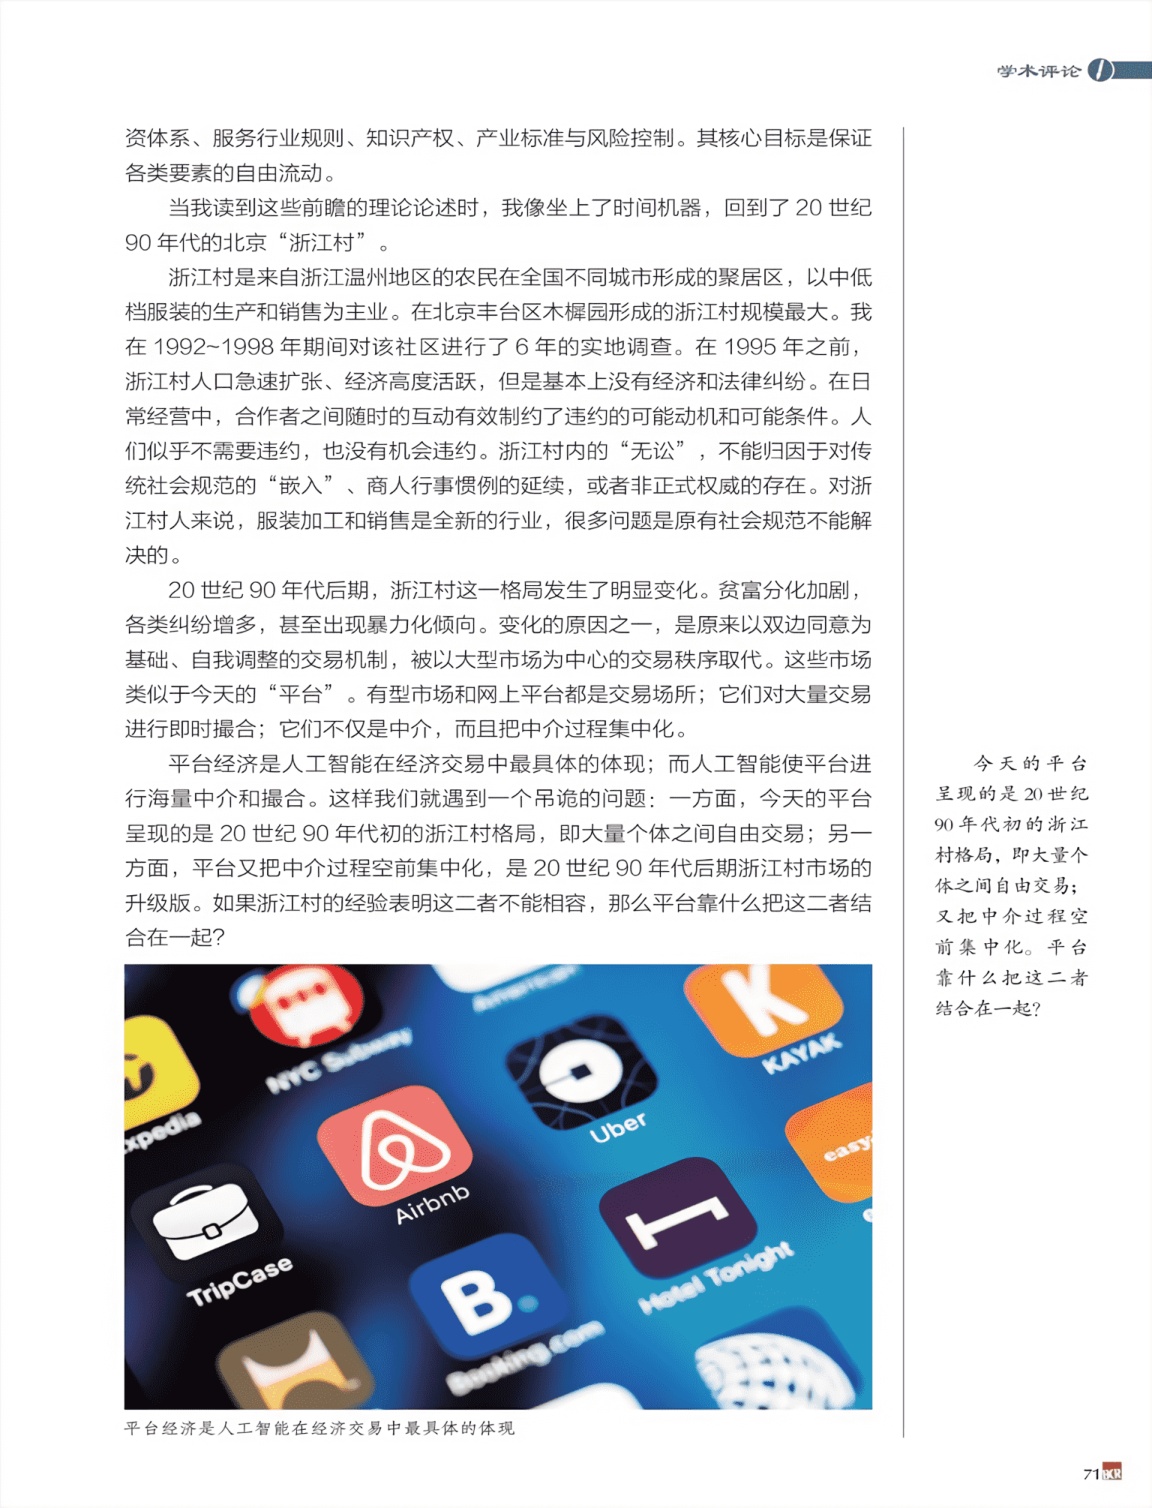 学术评论
资体系、服务行业规则、知识产权、产业标准与风险控制。其核心目标是保证
各类要素的自由流动。
当我读到这些前瞻的理论论述时，我像坐上了时间机器，回到了 20 世纪
90 年代的北京“浙江村”。
浙江村是来自浙江温州地区的农民在全国不同城市形成的聚居区，以中低
档服装的生产和销售为主业。在北京丰台区木樨园形成的浙江村规模最大。我
在 1992~1998 年期间对该社区进行了 6 年的实地调查。在 1995 年之前，
浙江村人口急速扩张、经济高度活跃，但是基本上没有经济和法律纠纷。在日
常经营中，合作者之间随时的互动有效制约了违约的可能动机和可能条件。人
们似乎不需要违约，也没有机会违约。浙江村内的“无讼”，不能归因于对传
统社会规范的“嵌入”、商人行事惯例的延续，或者非正式权威的存在。对浙
江村人来说，服装加工和销售是全新的行业，很多问题是原有社会规范不能解
决的。
20 世纪 90 年代后期，浙江村这一格局发生了明显变化。贫富分化加剧，
各类纠纷增多，甚至出现暴力化倾向。变化的原因之一，是原来以双边同意为
基础、自我调整的交易机制，被以大型市场为中心的交易秩序取代。这些市场
类似于今天的“平台”。有型市场和网上平台都是交易场所；它们对大量交易
进行即时撮合；它们不仅是中介，而且把中介过程集中化。
平台经济是人工智能在经济交易中最具体的体现；而人工智能使平台进
行海量中介和撮合。这样我们就遇到一个吊诡的问题：一方面，今天的平台
呈现的是 20 世纪 90 年代初的浙江村格局，即大量个体之间自由交易；另一
方面，平台又把中介过程空前集中化，是 20 世纪 90 年代后期浙江村市场的
升级版。如果浙江村的经验表明这二者不能相容，那么平台靠什么把这二者结
合在一起？
今天的平台
呈现的是 20 世纪
90 年代初的浙江
村格局，即大量个
体之间自由交易；
又把中介过程空
前集中化。平台
靠什么把这二者
结合在一起？
American
K
KAYAK
NYC Subway
Uber
xpedia
easy
Airbnb
TripCase
Hotel Tonight
B
Booking.com
平台经济是人工智能在经济交易中最具体的体现
71